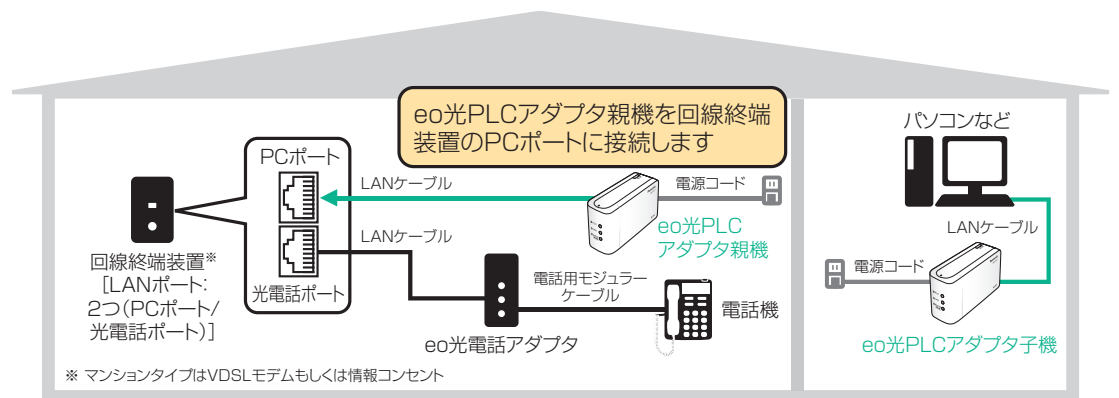 eo光PLCアダプタ親機を回線終端
装置のPCポートに接続します
PCポート
LANケーブル
電源コード
eo光PLC
アダプタ親機
LANケーブル
回線終端装置※
[LANポート:
2つ(PCポート/
光電話ポート)]
光電話ポート
電話用モジュラー
ケーブル
電話機
eo光電話アダプタ
※ マンションタイプはVDSLモデムもしくは情報コンセント
パソコンなど
LANケーブル
電源コード
eo光PLCアダプタ子機